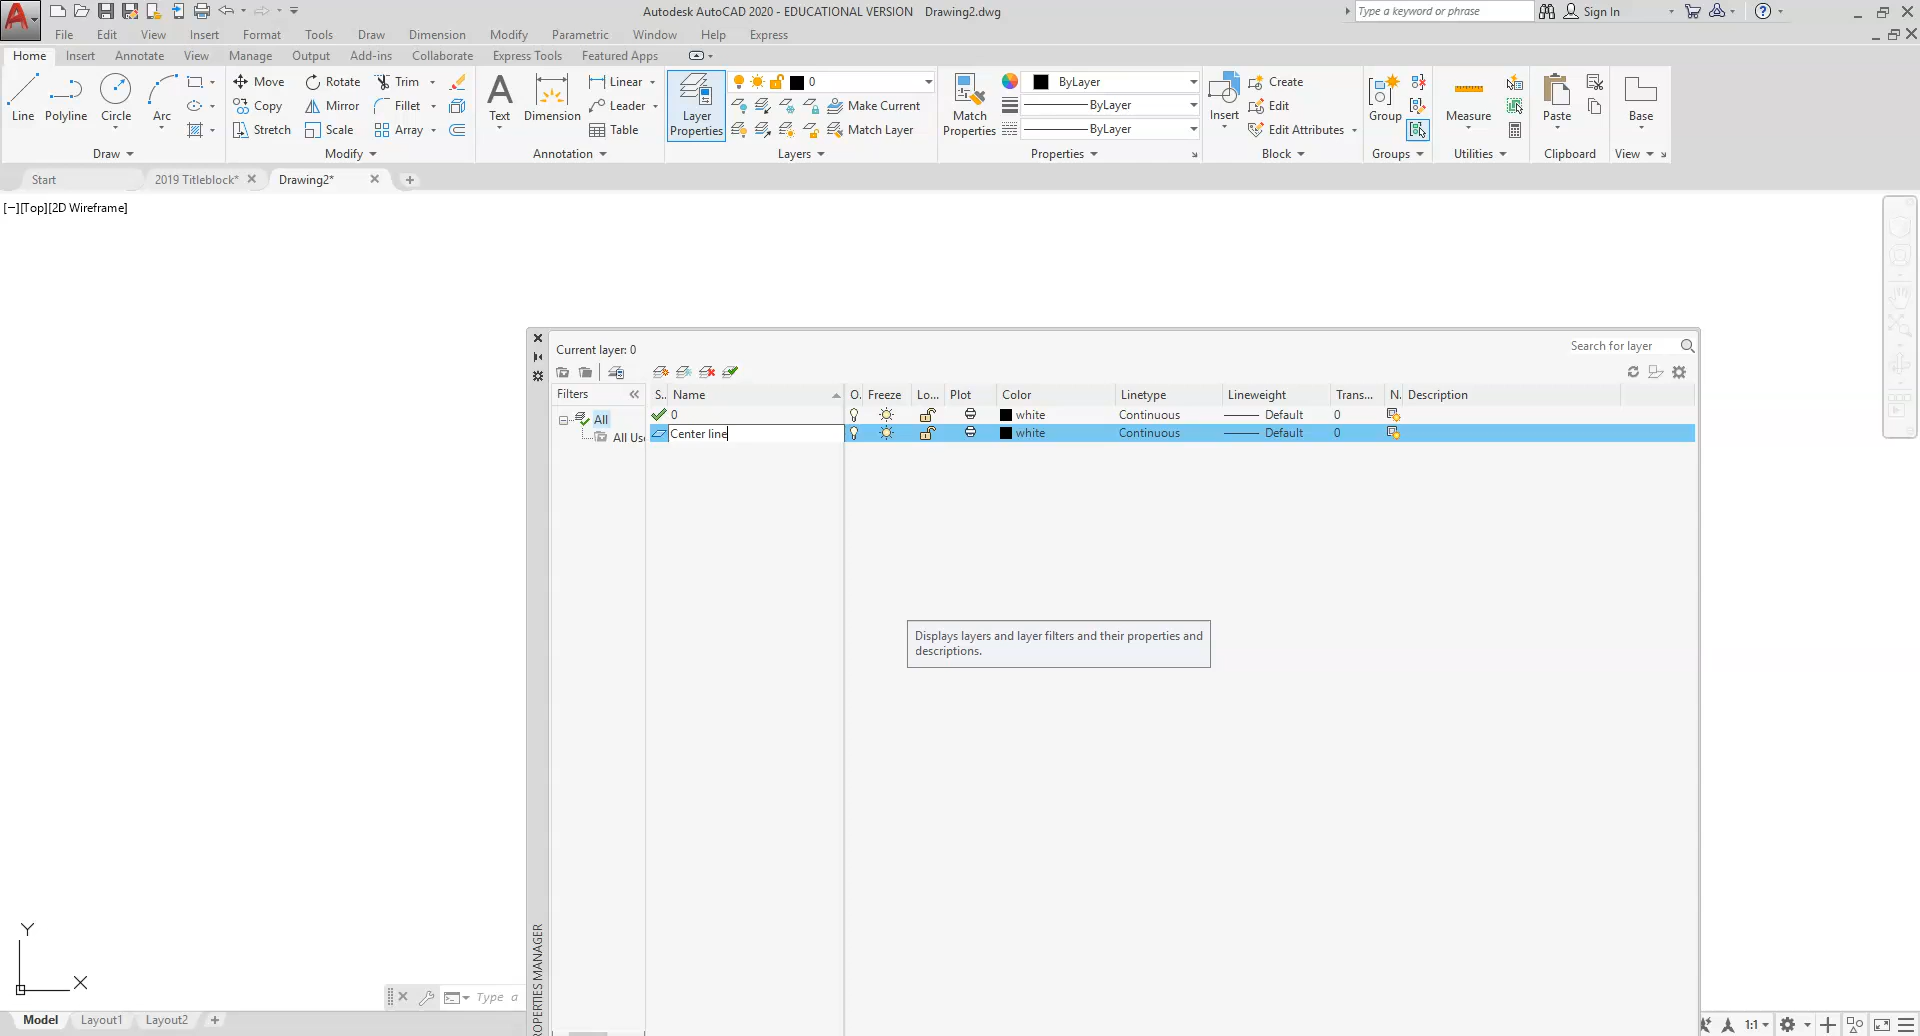 Autodesk AutoCAD 2020 - EDUCATIONAL VERSION Drawing2.dwg
Type a keyword or phrase
Sign In
File Edit View Insert Format Tools Draw Dimension Modify Parametric Window Help Express
Home Insert Annotate View Manage Output Add-ins Collaborate Express Tools Featured Apps
Line Polyline Circle Arc
Draw
Move Rotate Trim
Copy Mirror Fillet
Stretch Scale Array
Modify
Text Dimension
Linear
Leader
Table
Annotation
Layer Properties
0
Make Current
Match Layer
Layers
Match Properties
ByLayer
ByLayer
ByLayer
Properties
Insert
Create
Edit
Edit Attributes
Block
Group
Groups
Measure
Utilities
Paste
Clipboard
Base
View
Start 2019 Titleblock* Drawing2*
[−][Top][2D Wireframe]
Current layer: 0
Search for layer
Filters
All
All Us
S.. Name O. Freeze Lo... Plot Color Linetype Lineweight Trans... N. Description
0 white Continuous Default 0
Center line white Continuous Default 0
Displays layers and layer filters and their properties and
descriptions.
Y
X
ROPERTIES MANAGER
Type a
Model Layout1 Layout2
1:1